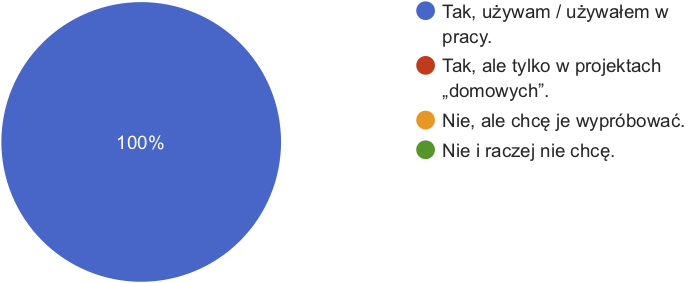 100%
Tak, używam / używałem w
pracy.
Tak, ale tylko w projektach
„domowych”.
Nie, ale chcę je wypróbować.
Nie i raczej nie chcę.